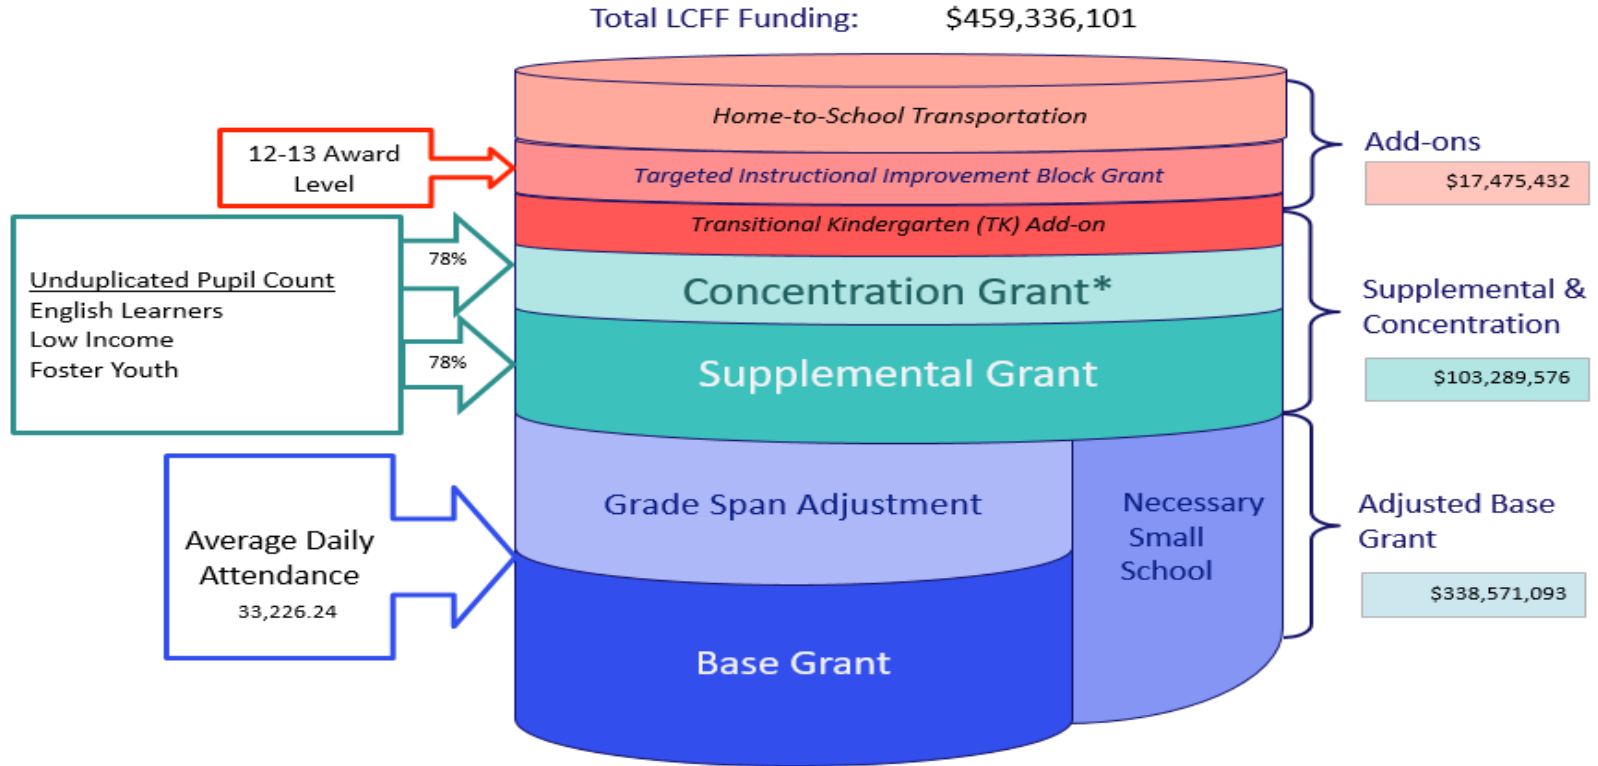 Total LCFF Funding: $459,336,101
Home-to-School Transportation
Targeted Instructional Improvement Block Grant
Transitional Kindergarten (TK) Add-on
Concentration Grant*
Supplemental Grant
Grade Span Adjustment
Necessary
Small
School
Base Grant
12-13 Award
Level
Unduplicated Pupil Count
English Learners
Low Income
Foster Youth
78%
78%
Average Daily
Attendance
33,226.24
Add-ons
$17,475,432
Supplemental &
Concentration
$103,289,576
Adjusted Base
Grant
$338,571,093